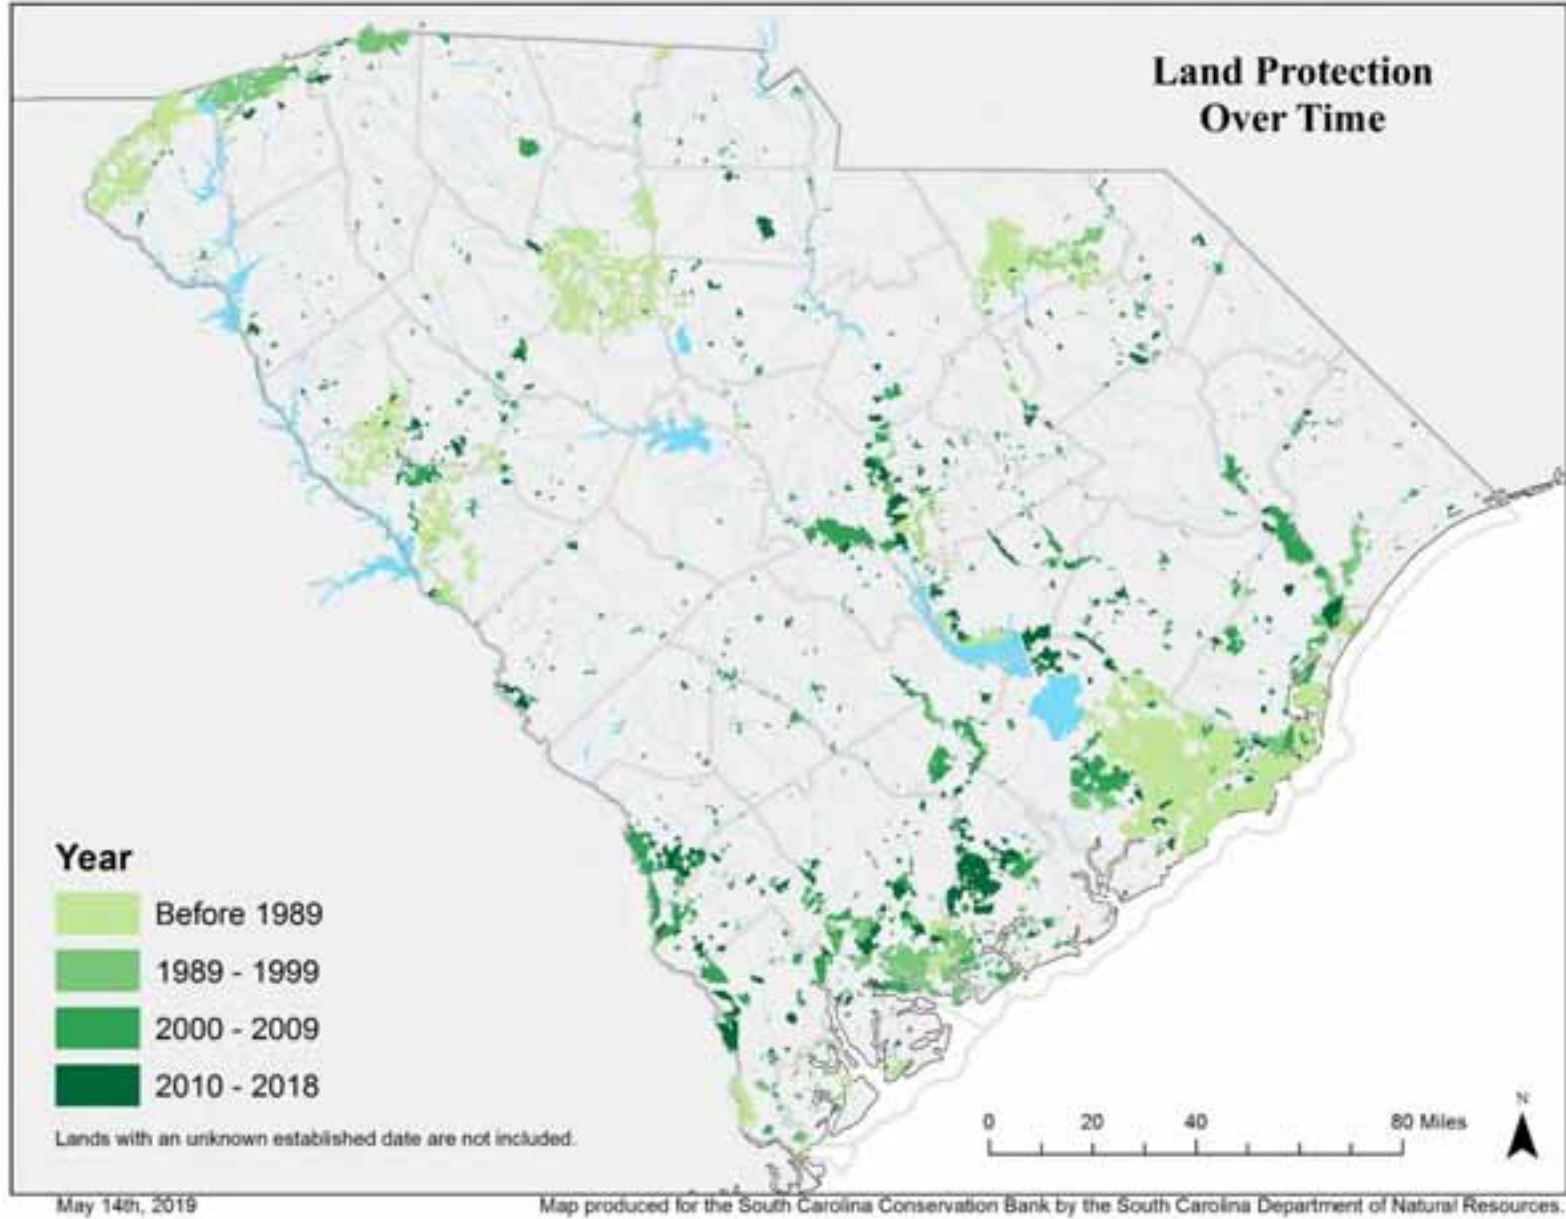 Land Protection
Over Time
Year
Before 1989
1989 - 1999
2000 - 2009
2010 - 2018
Lands with an unknown established date are not included.
0 20 40 80 Miles
N
May 14th, 2019
Map produced for the South Carolina Conservation Bank by the South Carolina Department of Natural Resources.